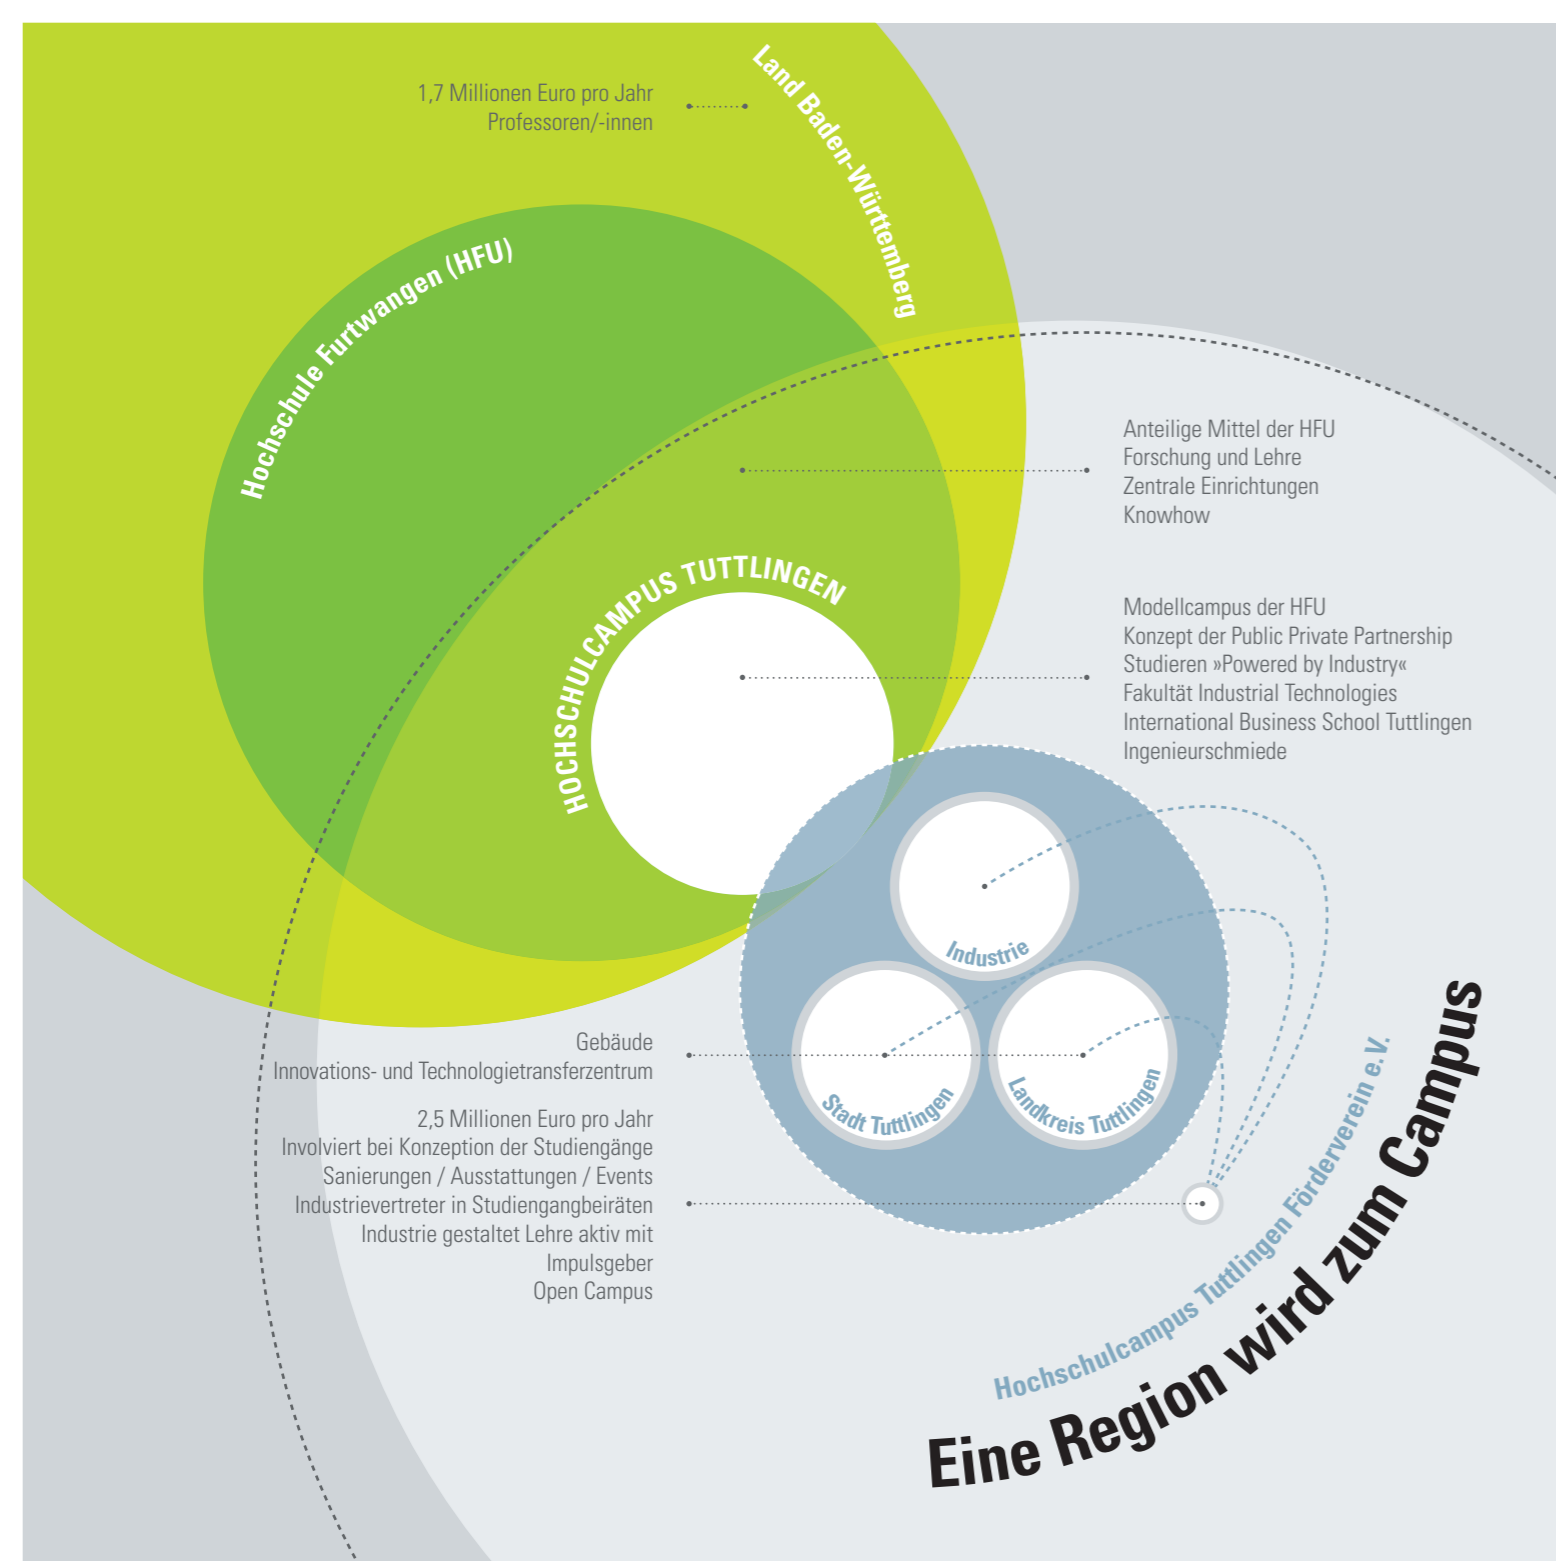 Land Baden-Württemberg
1,7 Millionen Euro pro Jahr
Professoren/-innen
Hochschule Furtwangen (HFU)
Anteilige Mittel der HFU
Forschung und Lehre
Zentrale Einrichtungen
Knowhow
HOCHSCHULCAMPUS TUTTLINGEN
Modellcampus der HFU
Konzept der Public Private Partnership
Studieren »Powered by Industry«
Fakultät Industrial Technologies
International Business School Tuttlingen
Ingenieurschmiede
Industrie
Stadt Tuttlingen
Landkreis Tuttlingen
Gebäude
Innovations- und Technologietransferzentrum
2,5 Millionen Euro pro Jahr
Involviert bei Konzeption der Studiengänge
Sanierungen / Ausstattungen / Events
Industrievertreter in Studiengangbeiräten
Industrie gestaltet Lehre aktiv mit
Impulsgeber
Open Campus
Hochschulcampus Tuttlingen Förderverein e.V.
Eine Region wird zum Campus